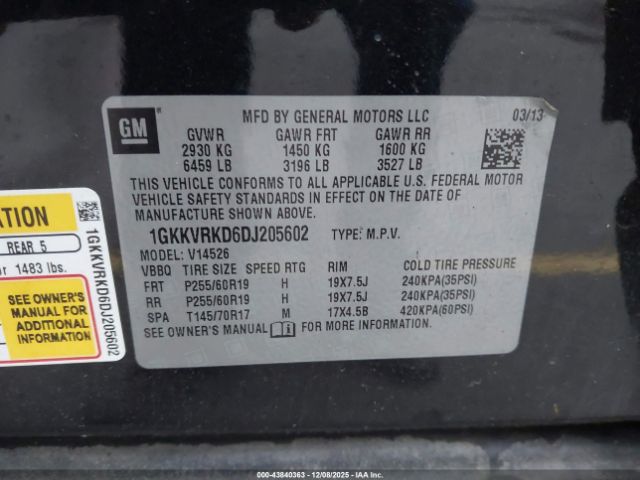 GM
MFD BY GENERAL MOTORS LLC 03/13
GVWR GAWR FRT GAWR RR
2930 KG 1450 KG 1600 KG
6459 LB 3196 LB 3527 LB
THIS VEHICLE CONFORMS TO ALL APPLICABLE U.S. FEDERAL MOTOR
VEHICLE SAFETY STANDARDS IN EFFECT ON THE DATE OF
MANUFACTURE SHOWN ABOVE.
1GKKVRKD6DJ205602 TYPE: M.P.V.
MODEL: V14526
VBBQ TIRE SIZE SPEED RTG RIM COLD TIRE PRESSURE
FRT P255/60R19 H 19X7.5J 240KPA(35PSI)
RR P255/60R19 H 19X7.5J 240KPA(35PSI)
SPA T145/70R17 M 17X4.5B 420KPA(60PSI)
SEE OWNER'S MANUAL i FOR MORE INFORMATION.
REAR 5
1483 lbs.
SEE OWNER'S
MANUAL FOR
ADDITIONAL
INFORMATION
1GKKVRKD6DJ205602
00-43840363 - 12/08/2025 - IAA.com